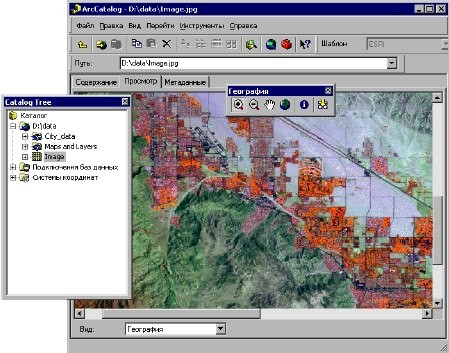 ArcCatalog - D:\data\Image.jpg
Файл Правка Вид Перейти Инструменты Справка
Шаблон ESRI
Путь: D:\data\Image.jpg
Содержание Просмотр Метаданные
География
Catalog Tree
Каталог
D:\data
City_data
Maps and Layers
Image
Подключения баз данных
Системы координат
Вид: География